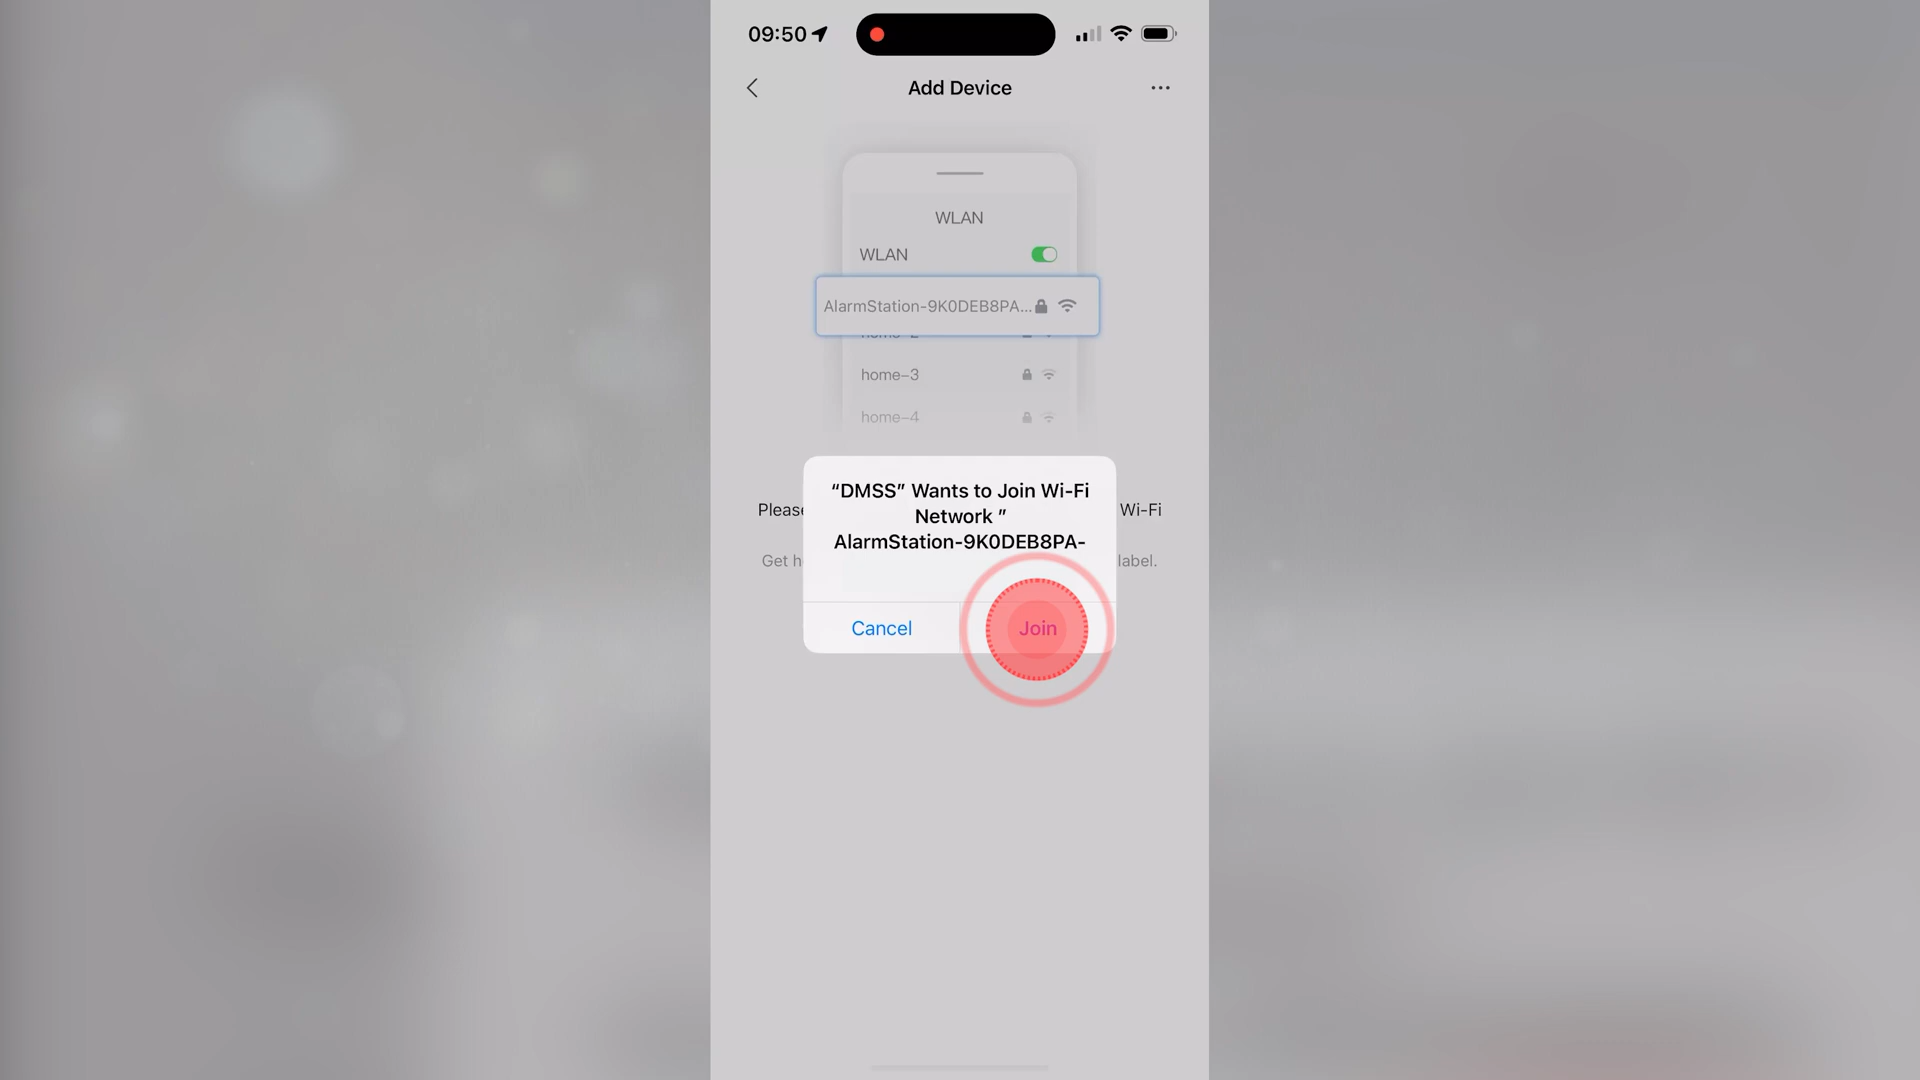 09:50
Add Device
WLAN
WLAN
AlarmStation-9K0DEB8PA...
home-3
home-4
“DMSS” Wants to Join Wi-Fi
Network "
AlarmStation-9K0DEB8PA-
Please
Wi-Fi
Get h
label.
Cancel
Join